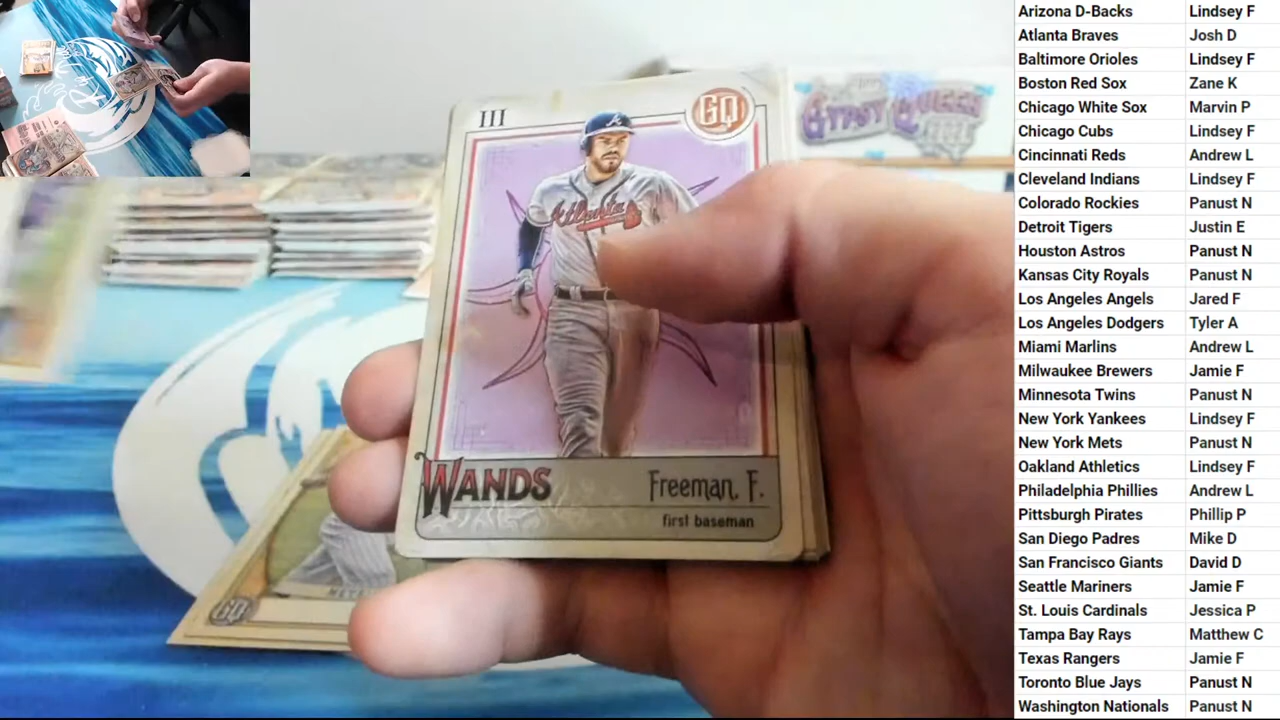 III
GQ
GYPSY QUEEN
Atlanta
WANDS
Freeman, F.
first baseman
GQ
Arizona D-Backs Lindsey F
Atlanta Braves Josh D
Baltimore Orioles Lindsey F
Boston Red Sox Zane K
Chicago White Sox Marvin P
Chicago Cubs Lindsey F
Cincinnati Reds Andrew L
Cleveland Indians Lindsey F
Colorado Rockies Panust N
Detroit Tigers Justin E
Houston Astros Panust N
Kansas City Royals Panust N
Los Angeles Angels Jared F
Los Angeles Dodgers Tyler A
Miami Marlins Andrew L
Milwaukee Brewers Jamie F
Minnesota Twins Panust N
New York Yankees Lindsey F
New York Mets Panust N
Oakland Athletics Lindsey F
Philadelphia Phillies Andrew L
Pittsburgh Pirates Phillip P
San Diego Padres Mike D
San Francisco Giants David D
Seattle Mariners Jamie F
St. Louis Cardinals Jessica P
Tampa Bay Rays Matthew C
Texas Rangers Jamie F
Toronto Blue Jays Panust N
Washington Nationals Panust N